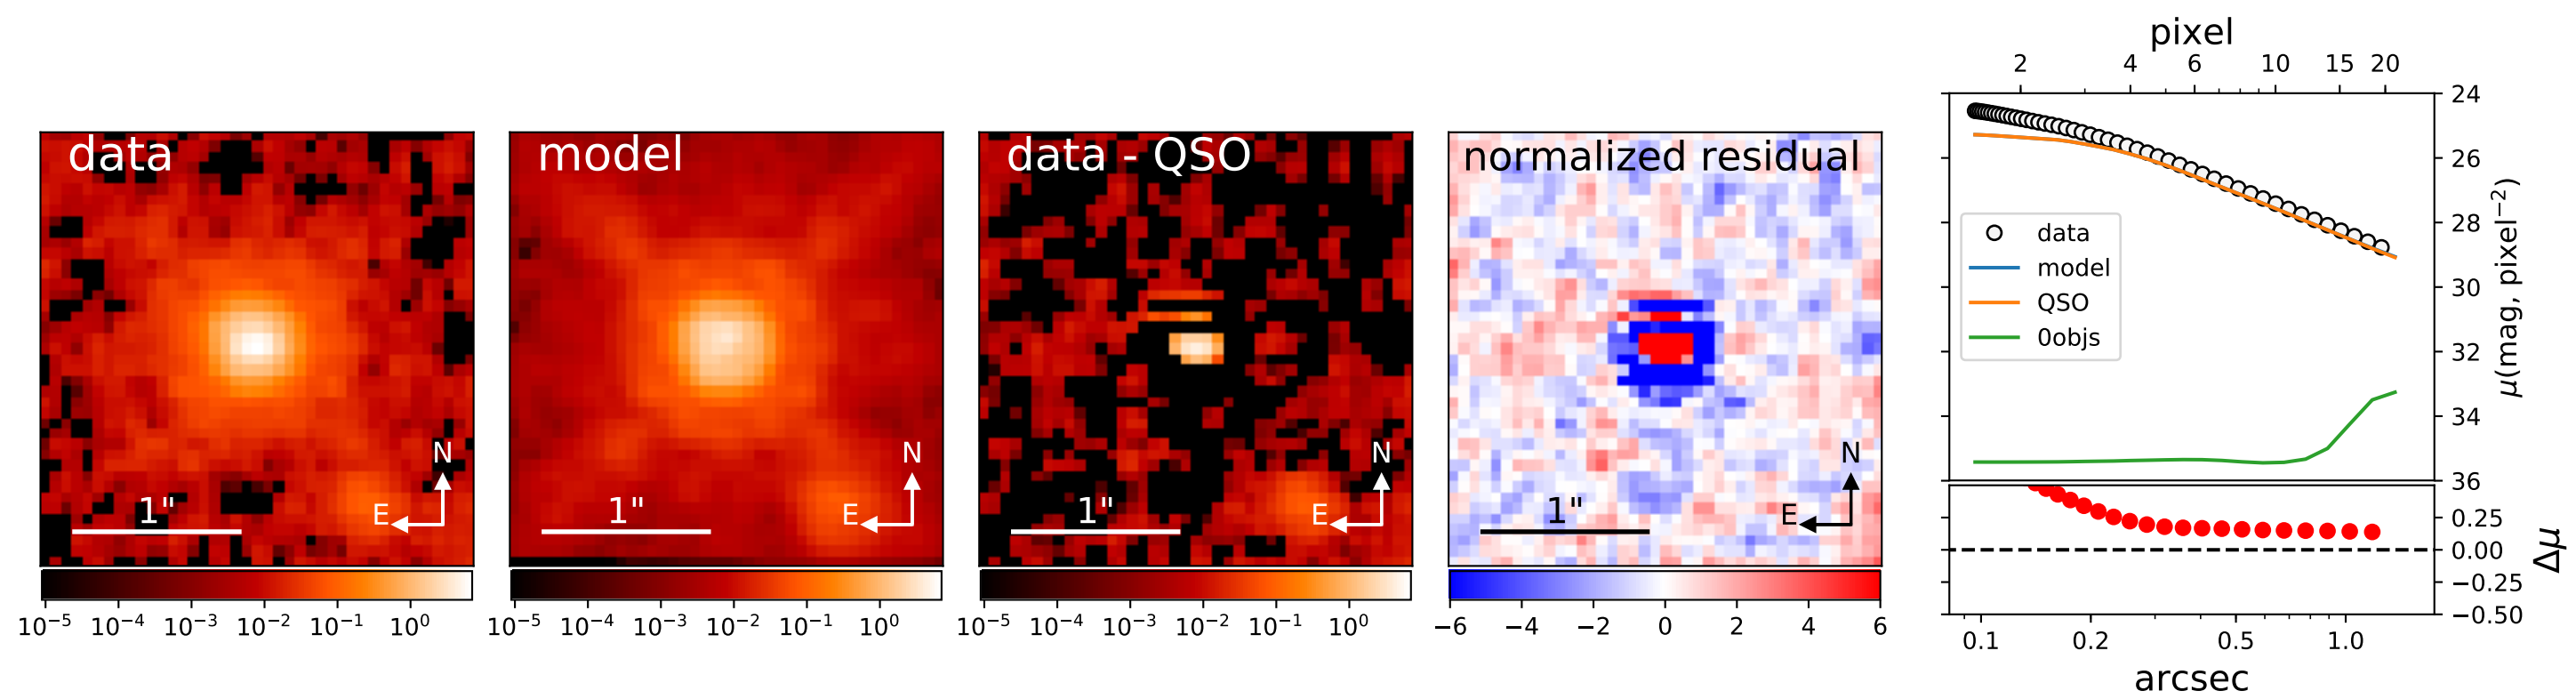 data
1"
N
E
10⁻⁵ 10⁻⁴ 10⁻³ 10⁻² 10⁻¹ 10⁰
model
1"
N
E
10⁻⁵ 10⁻⁴ 10⁻³ 10⁻² 10⁻¹ 10⁰
data - QSO
1"
N
E
10⁻⁵ 10⁻⁴ 10⁻³ 10⁻² 10⁻¹ 10⁰
normalized residual
1"
N
E
−6 −4 −2 0 2 4 6
pixel
2 4 6 10 15 20
24
26
28
30
32
34
36
μ(mag, pixel⁻²)
data
model
QSO
0objs
0.25
0.00
−0.25
−0.50
Δμ
0.1 0.2 0.5 1.0
arcsec